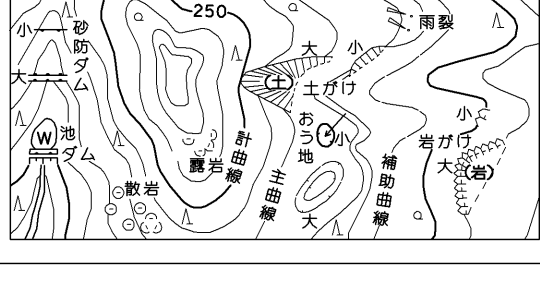 250
雨裂
小
砂防ダム
大
大
小
(土)
土がけ
おう地
小
小
岩がけ
大
(岩)
W
池
ダム
散岩
露岩
計曲線
主曲線
大
補助曲線